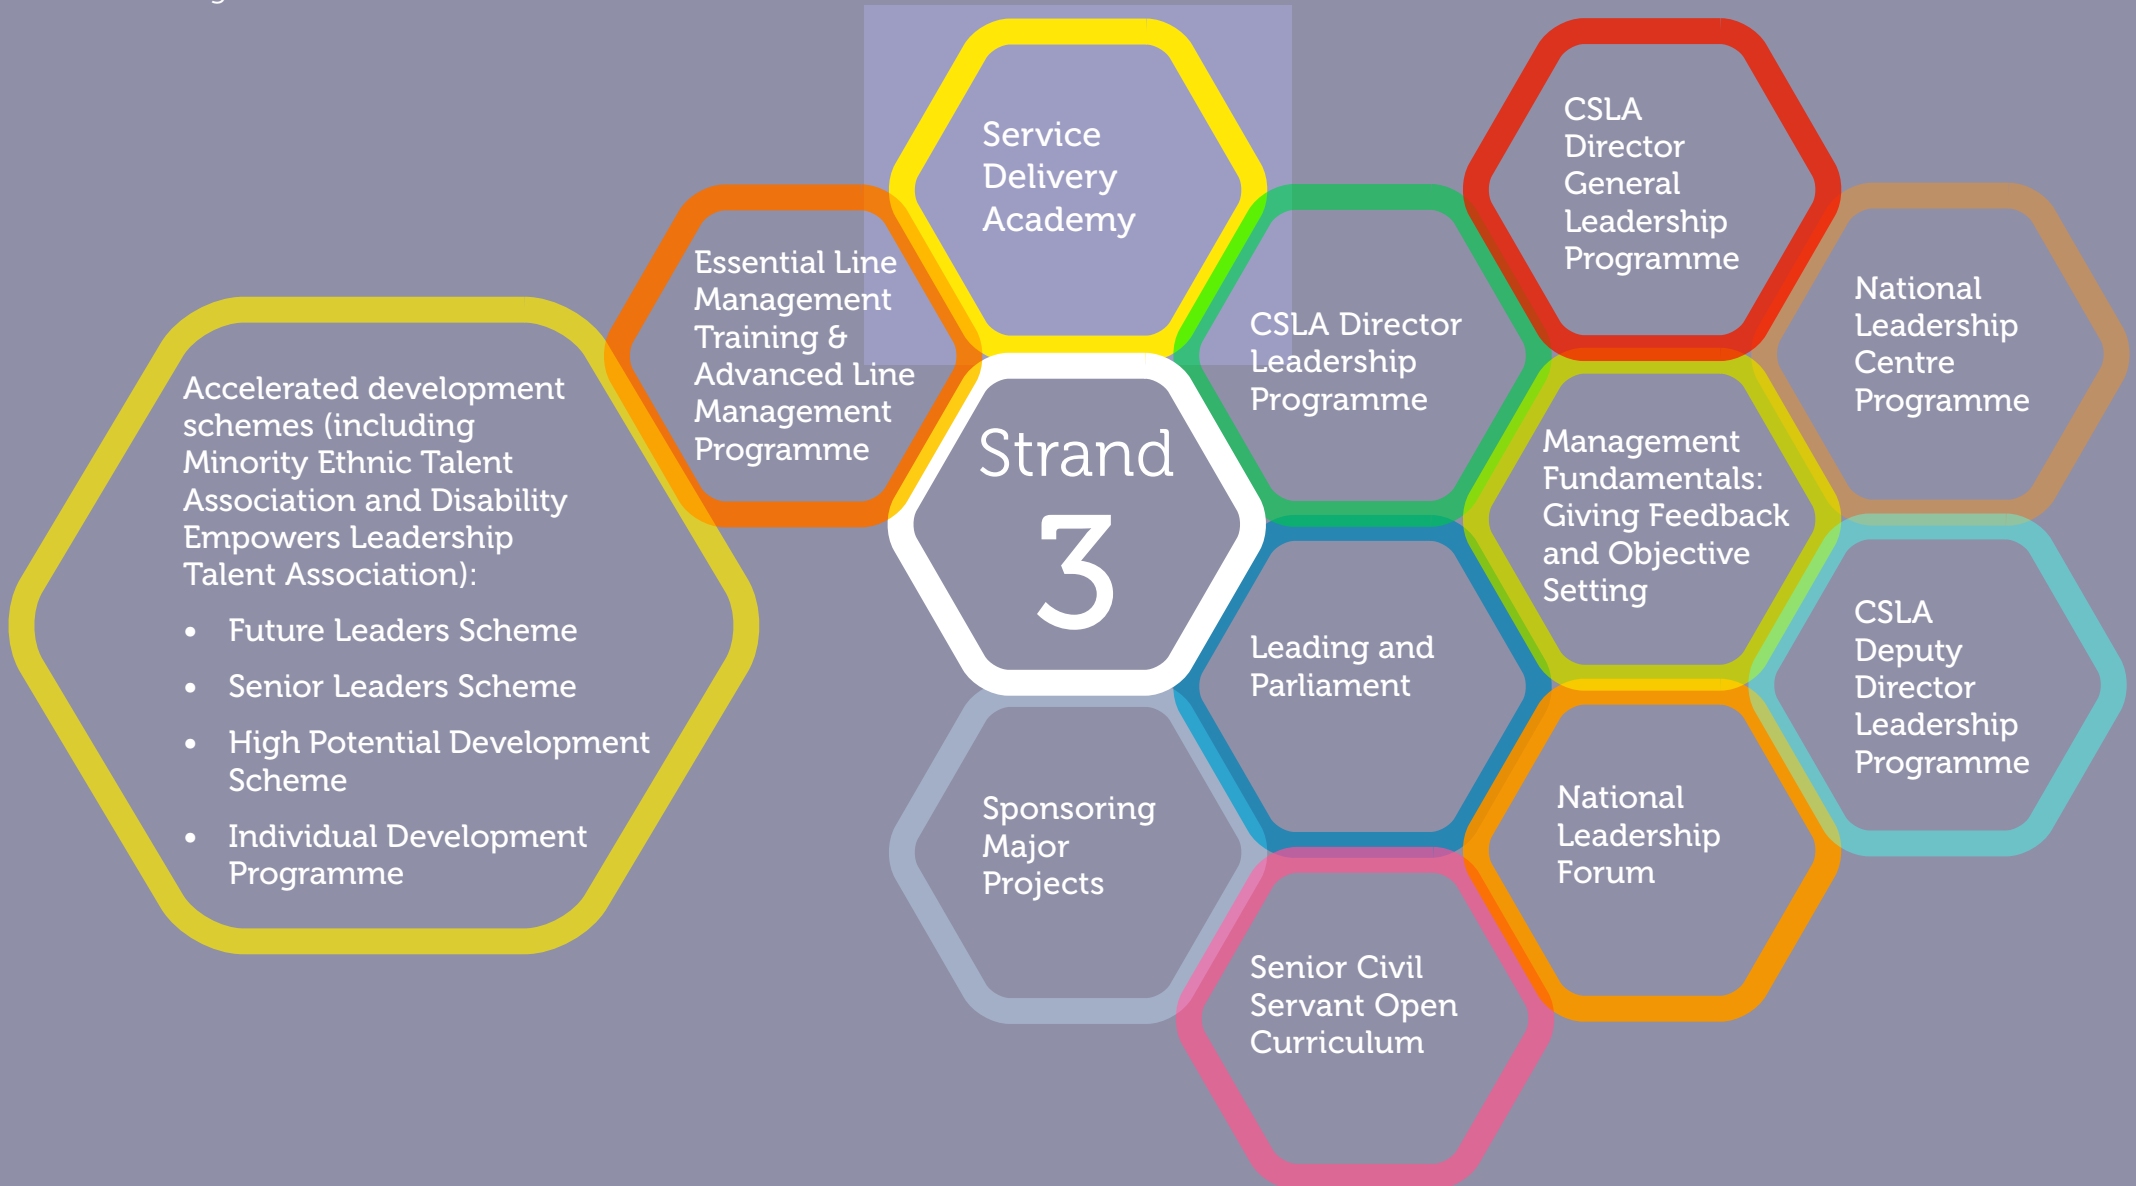 Service
Delivery
Academy
CSLA
Director
General
Leadership
Programme
Essential Line
Management
Training &
Advanced Line
Management
Programme
CSLA Director
Leadership
Programme
National
Leadership
Centre
Programme
Accelerated development
schemes (including
Minority Ethnic Talent
Association and Disability
Empowers Leadership
Talent Association):
• Future Leaders Scheme
• Senior Leaders Scheme
• High Potential Development
Scheme
• Individual Development
Programme
Strand
3
Management
Fundamentals:
Giving Feedback
and Objective
Setting
Leading and
Parliament
CSLA
Deputy
Director
Leadership
Programme
Sponsoring
Major
Projects
National
Leadership
Forum
Senior Civil
Servant Open
Curriculum